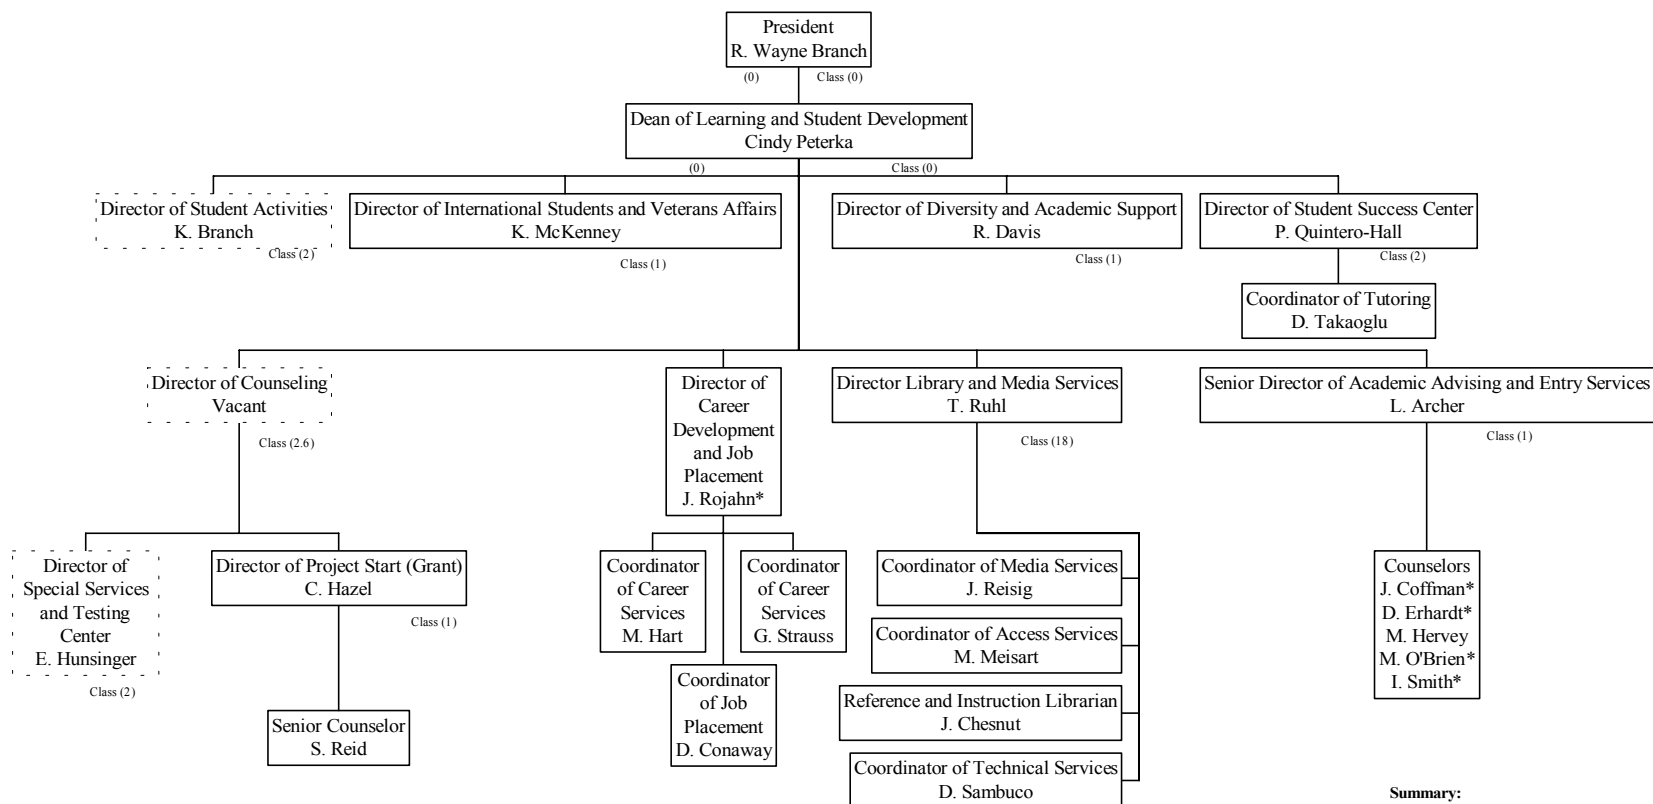 President
R. Wayne Branch
(0)
Class (0)
Dean of Learning and Student Development
Cindy Peterka
(0)
Class (0)
Director of Student Activities
K. Branch
Class (2)
Director of International Students and Veterans Affairs
K. McKenney
Class (1)
Director of Diversity and Academic Support
R. Davis
Class (1)
Director of Student Success Center
P. Quintero-Hall
Class (2)
Coordinator of Tutoring
D. Takaoglu
Director of Counseling
Vacant
Class (2.6)
Director of
Career
Development
and Job
Placement
J. Rojahn*
Director Library and Media Services
T. Ruhl
Class (18)
Senior Director of Academic Advising and Entry Services
L. Archer
Class (1)
Director of
Special Services
and Testing
Center
E. Hunsinger
Class (2)
Director of Project Start (Grant)
C. Hazel
Class (1)
Senior Counselor
S. Reid
Coordinator
of Career
Services
M. Hart
Coordinator
of Career
Services
G. Strauss
Coordinator
of Job
Placement
D. Conaway
Coordinator of Media Services
J. Reisig
Coordinator of Access Services
M. Meisart
Reference and Instruction Librarian
J. Chesnut
Coordinator of Technical Services
D. Sambuco
Counselors
J. Coffman*
D. Erhardt*
M. Hervey
M. O'Brien*
I. Smith*
Summary: